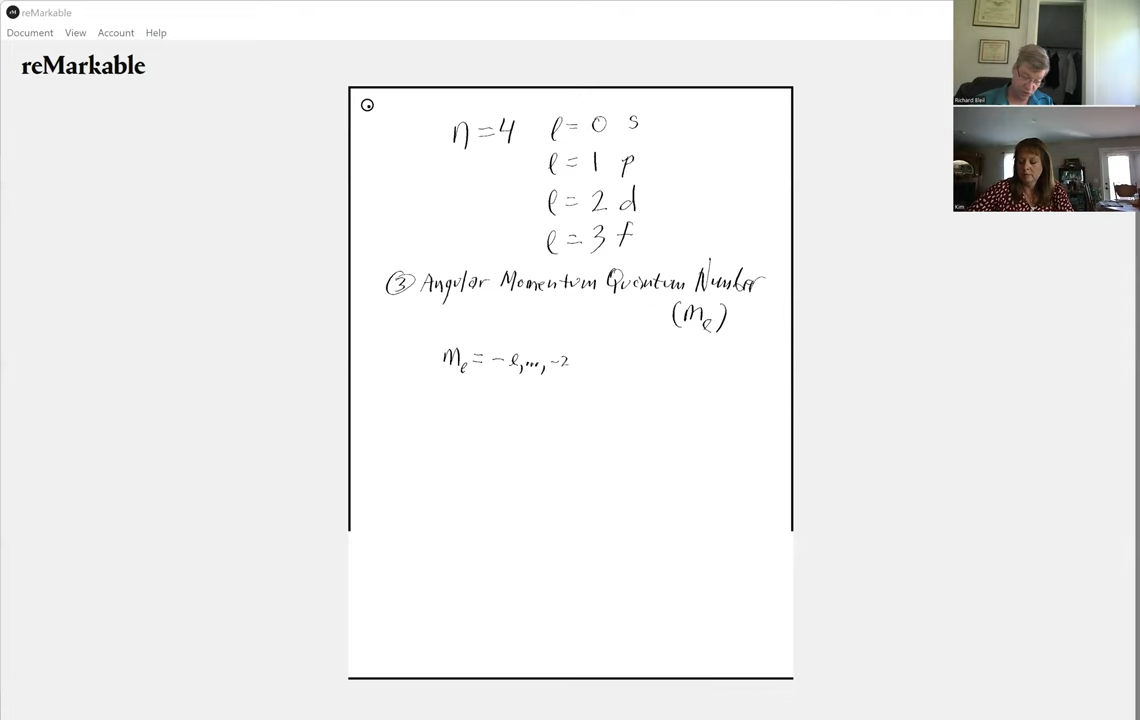 reMarkable
Document View Account Help
reMarkable
n = 4 ℓ = 0 s
ℓ = 1 p
ℓ = 2 d
ℓ = 3 f
③ Angular Momentum Quantum Number
(mℓ)
mℓ = -ℓ,..., -2
Richard Bleil
Kim